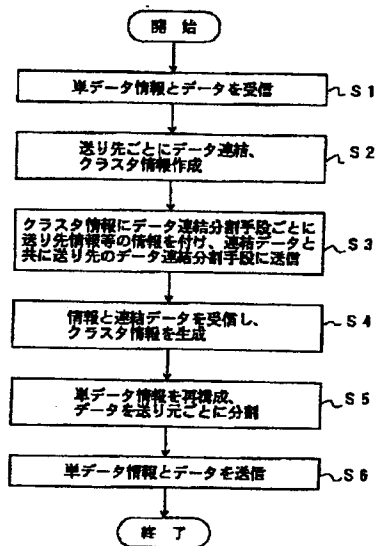 開始
単データ情報とデータを受信
S1
送り先ごとにデータ連結、
クラスタ情報作成
S2
クラスタ情報にデータ連結分割手段ごとに
送り先情報等の情報を付け、連結データと
共に送り先のデータ連結分割手段に送信
S3
情報と連結データを受信し、
クラスタ情報を生成
S4
単データ情報を再構成、
データを送り元ごとに分割
S5
単データ情報とデータを送信
S6
終了